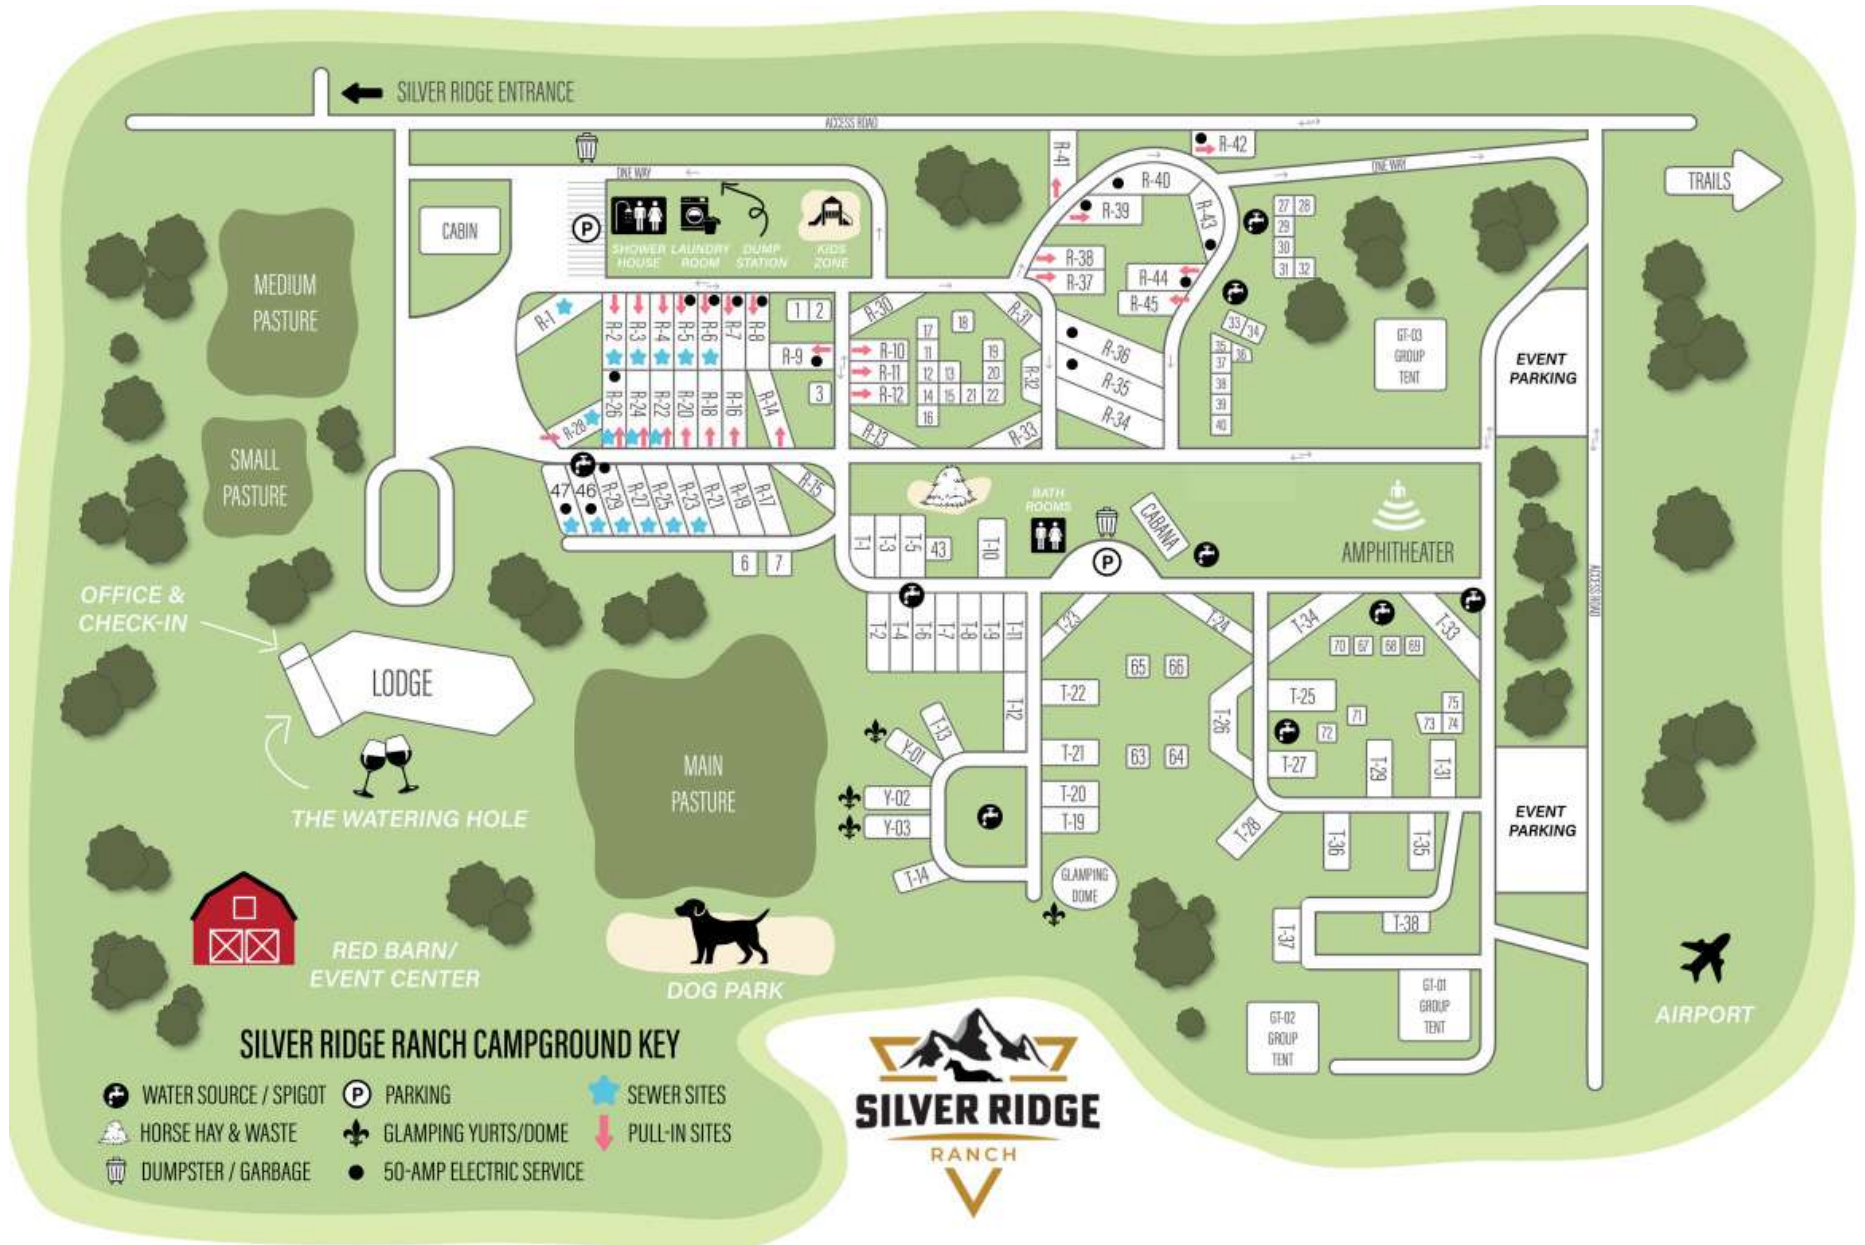 SILVER RIDGE ENTRANCE
ACCESS ROAD
R-41
R-42
ONE WAY
ONE WAY
TRAILS
CABIN
P
SHOWER
HOUSE
LAUNDRY
ROOM
DUMP
STATION
KIDS
ZONE
R-40
R-39
R-43
27 28
29
30
31 32
R-38
R-37
R-44
R-45
MEDIUM
PASTURE
R-1
R-2
R-3
R-4
R-5
R-6
R-7
R-8
1 2
R-9
3
R-30
R-31
17
18
R-10
R-11
R-12
11
12 13
14 15 21 22
16
19
20
R-32
R-13
R-33
R-36
R-35
R-34
33/34
35
36
37
38
39
40
GT-03
GROUP
TENT
EVENT
PARKING
R-28
R-26
R-24
R-22
R-20
R-18
R-16
R-14
SMALL
PASTURE
47 46
R-29
R-27
R-25
R-23
R-21
R-19
R-17
R-15
6 7
T-1
T-3
T-5
43
T-10
BATH
ROOMS
P
CABANA
AMPHITHEATER
ACCESS ROAD
OFFICE &
CHECK-IN
LODGE
THE WATERING HOLE
T-2
T-4
T-6
T-7
T-8
T-9
T-11
T-12
T-23
T-24
T-34
T-33
70 67 68 69
65 66
T-22
T-25
T-26
75
73 74
71
72
T-13
Y-01
T-21
63 64
T-27
T-29
T-31
MAIN
PASTURE
Y-02
Y-03
T-20
T-19
T-28
T-36
T-35
EVENT
PARKING
T-14
GLAMPING
DOME
T-37
T-38
RED BARN/
EVENT CENTER
DOG PARK
GT-01
GROUP
TENT
GT-02
GROUP
TENT
AIRPORT
SILVER RIDGE RANCH CAMPGROUND KEY
WATER SOURCE / SPIGOT
P PARKING
SEWER SITES
HORSE HAY & WASTE
GLAMPING YURTS/DOME
PULL-IN SITES
DUMPSTER / GARBAGE
50-AMP ELECTRIC SERVICE
SILVER RIDGE
RANCH